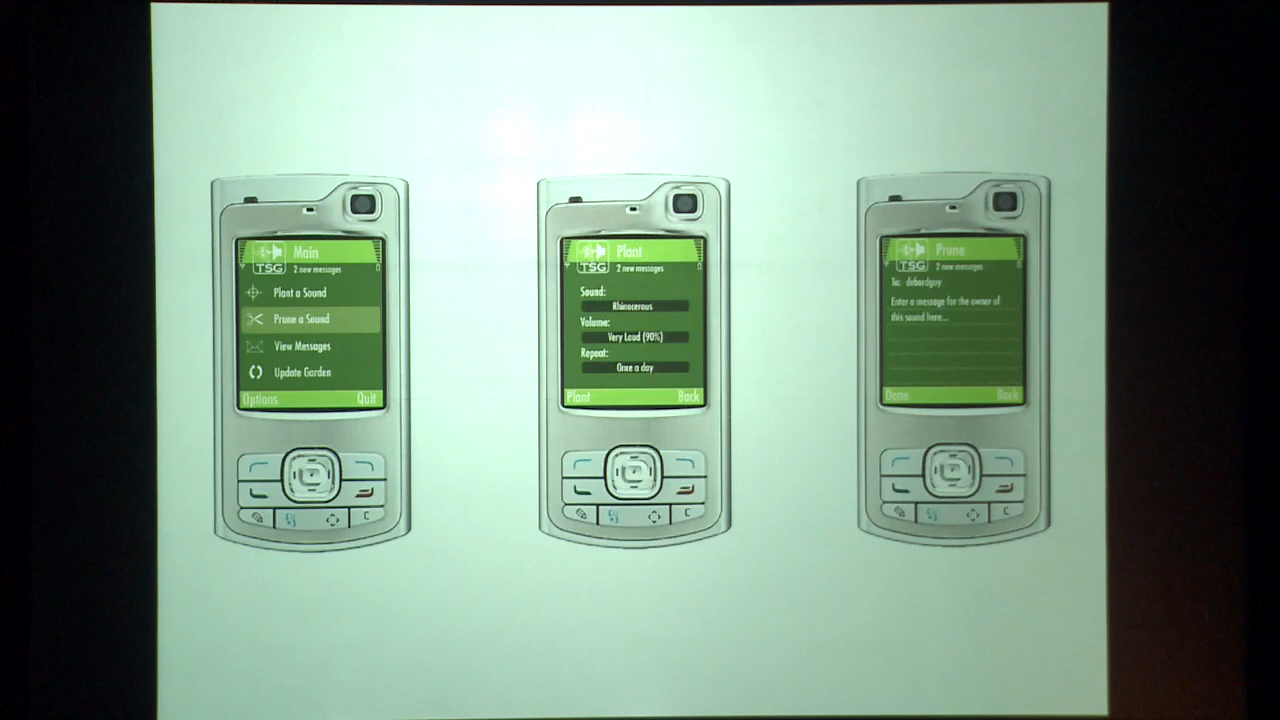 Main
TSG
2 new messages
Plant a Sound
Prune a Sound
View Messages
Update Garden
Options
Quit
C
Plant
TSG
2 new messages
Sound:
Rhinocerous
Volume:
Very Loud (90%)
Repeat:
Once a day
Plant
Back
C
Prune
TSG
2 new messages
To: debordguy
Enter a message for the owner of
this sound here...
Done
Back
C